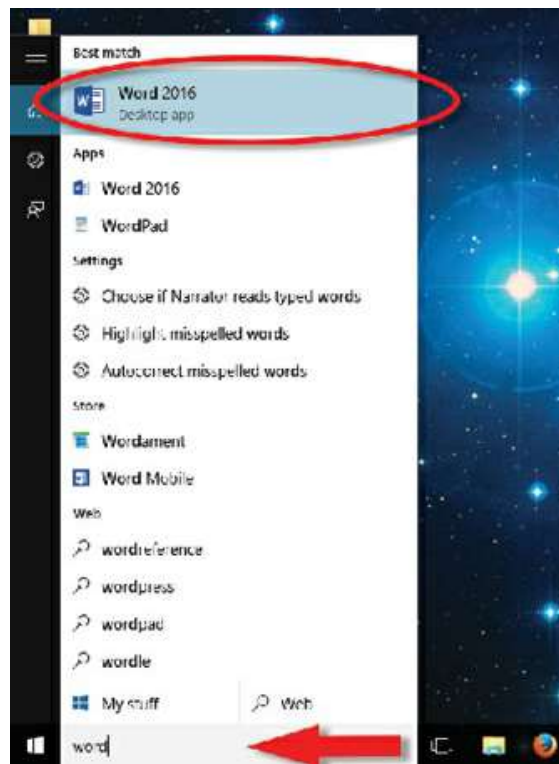 Best match
Word 2016
Desktop app
Apps
Word 2016
WordPad
Settings
Choose if Narrator reads typed words
Highlight misspelled words
Autocorrect misspelled words
Store
Wordament
Word Mobile
Web
wordreference
wordpress
wordpad
wordle
My stuff
Web
word